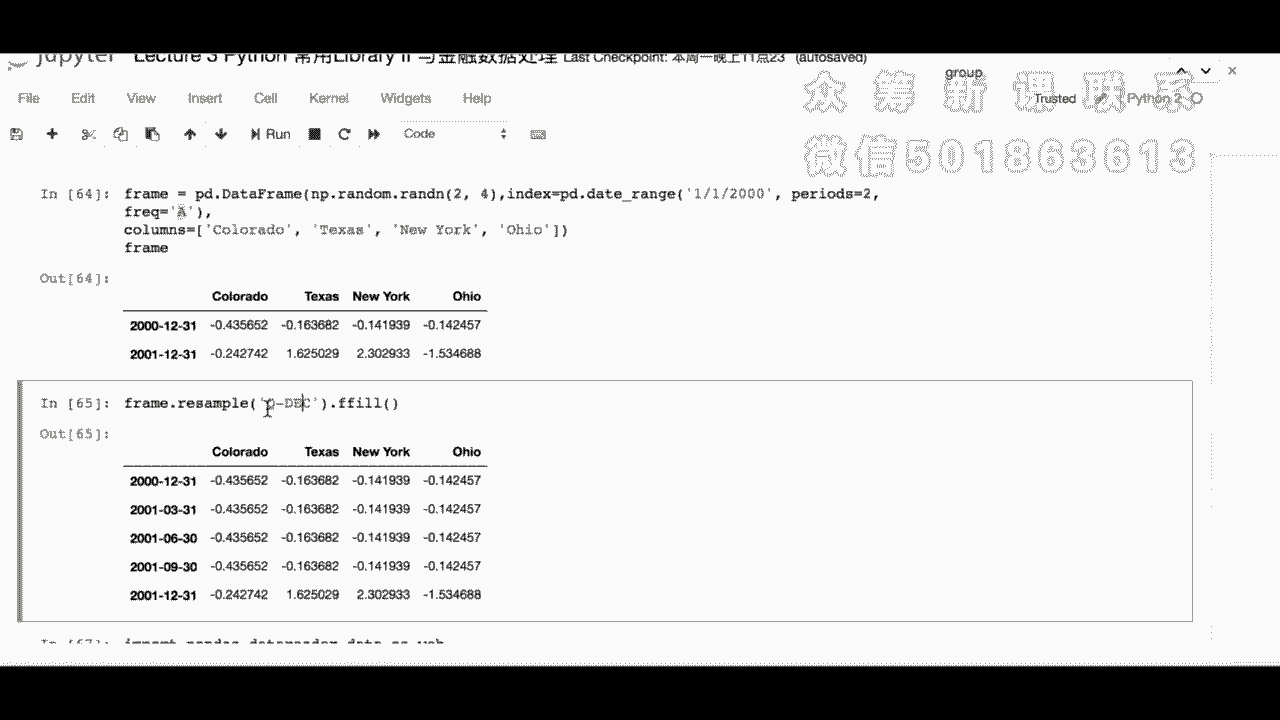 Jupyter Lecture 3 Python 常用Library II 与金融数据处理 Last Checkpoint: 本周一晚上11点23 (autosaved)
group
众筹新课联系
微信501863613
File Edit View Insert Cell Kernel Widgets Help
Trusted
Python 2
Run
Code
In [64]: frame = pd.DataFrame(np.random.randn(2, 4),index=pd.date_range('1/1/2000', periods=2,
freq='A'),
columns=['Colorado', 'Texas', 'New York', 'Ohio'])
frame
Out[64]:
Colorado Texas New York Ohio
2000-12-31 -0.435652 -0.163682 -0.141939 -0.142457
2001-12-31 -0.242742 1.625029 2.302933 -1.534688
In [65]: frame.resample('Q-DEC').ffill()
Out[65]:
Colorado Texas New York Ohio
2000-12-31 -0.435652 -0.163682 -0.141939 -0.142457
2001-03-31 -0.435652 -0.163682 -0.141939 -0.142457
2001-06-30 -0.435652 -0.163682 -0.141939 -0.142457
2001-09-30 -0.435652 -0.163682 -0.141939 -0.142457
2001-12-31 -0.242742 1.625029 2.302933 -1.534688